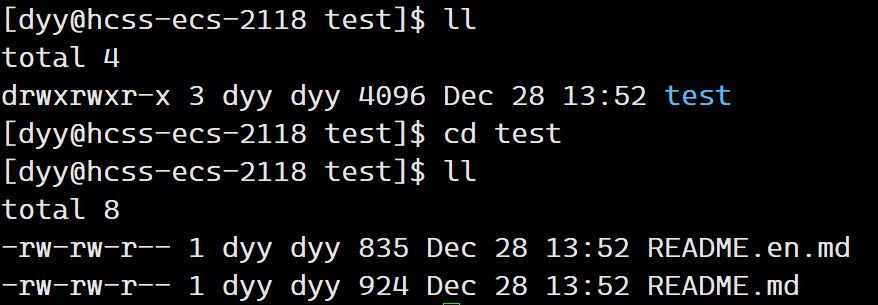 [dyy@hcss-ecs-2118 test]$ ll
total 4
drwxrwxr-x 3 dyy dyy 4096 Dec 28 13:52 test
[dyy@hcss-ecs-2118 test]$ cd test
[dyy@hcss-ecs-2118 test]$ ll
total 8
-rw-rw-r-- 1 dyy dyy 835 Dec 28 13:52 README.en.md
-rw-rw-r-- 1 dyy dyy 924 Dec 28 13:52 README.md